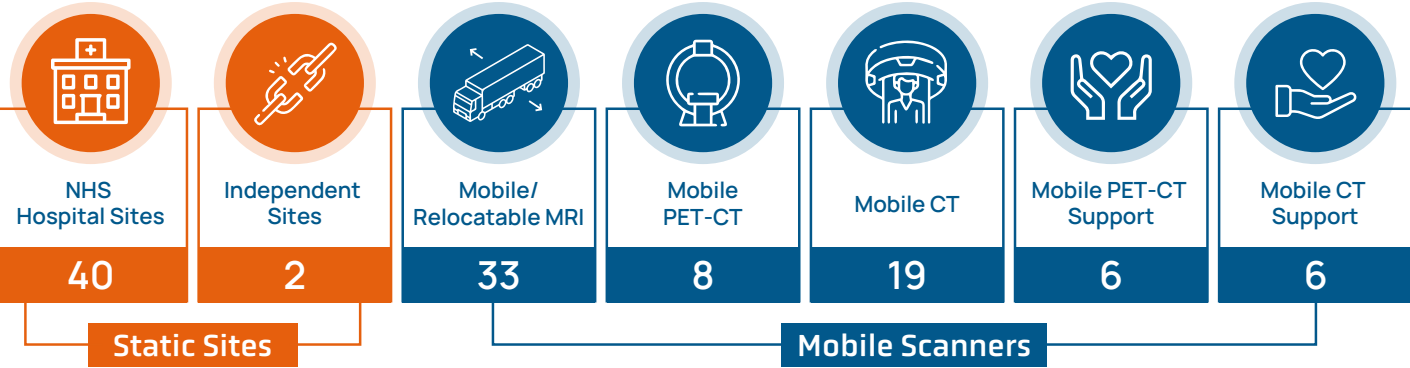 NHS
Hospital Sites
40
Independent
Sites
2
Mobile/
Relocatable MRI
33
Mobile
PET-CT
8
Mobile CT
19
Mobile PET-CT
Support
6
Mobile CT
Support
6
Static Sites
Mobile Scanners